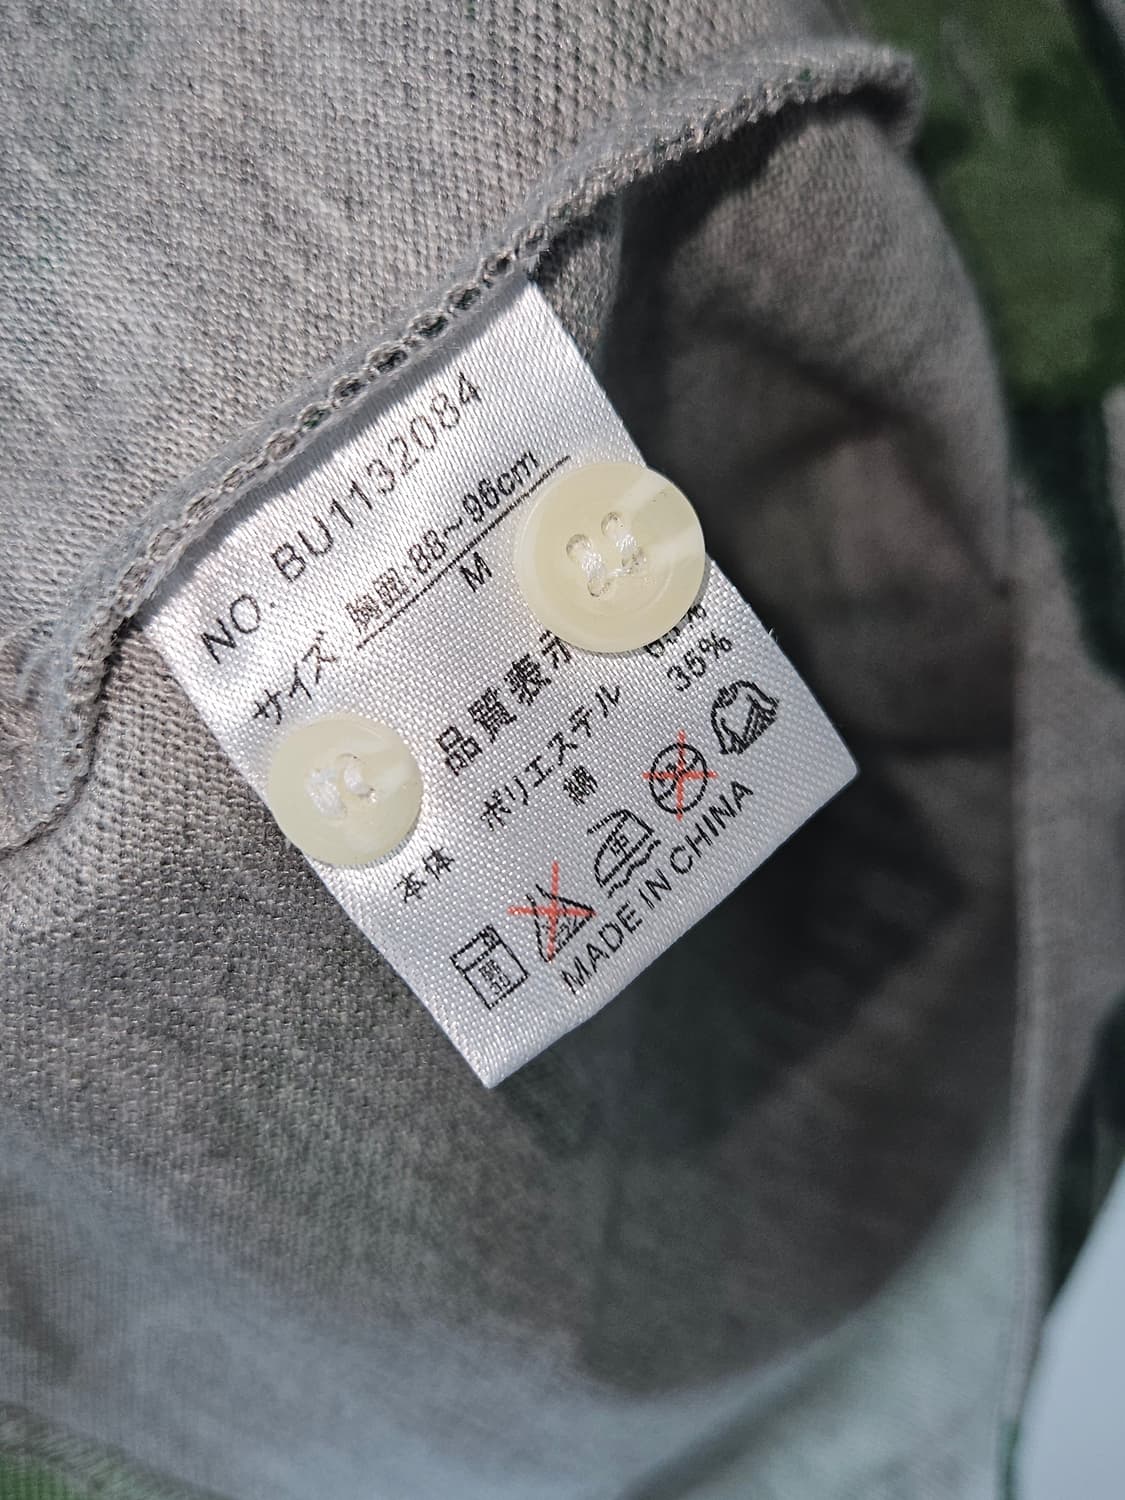 NO. BU1132084
サイズ 胸囲:88～96cm
M
品質表示
本体 ポリエステル
綿 35%
MADE IN CHINA